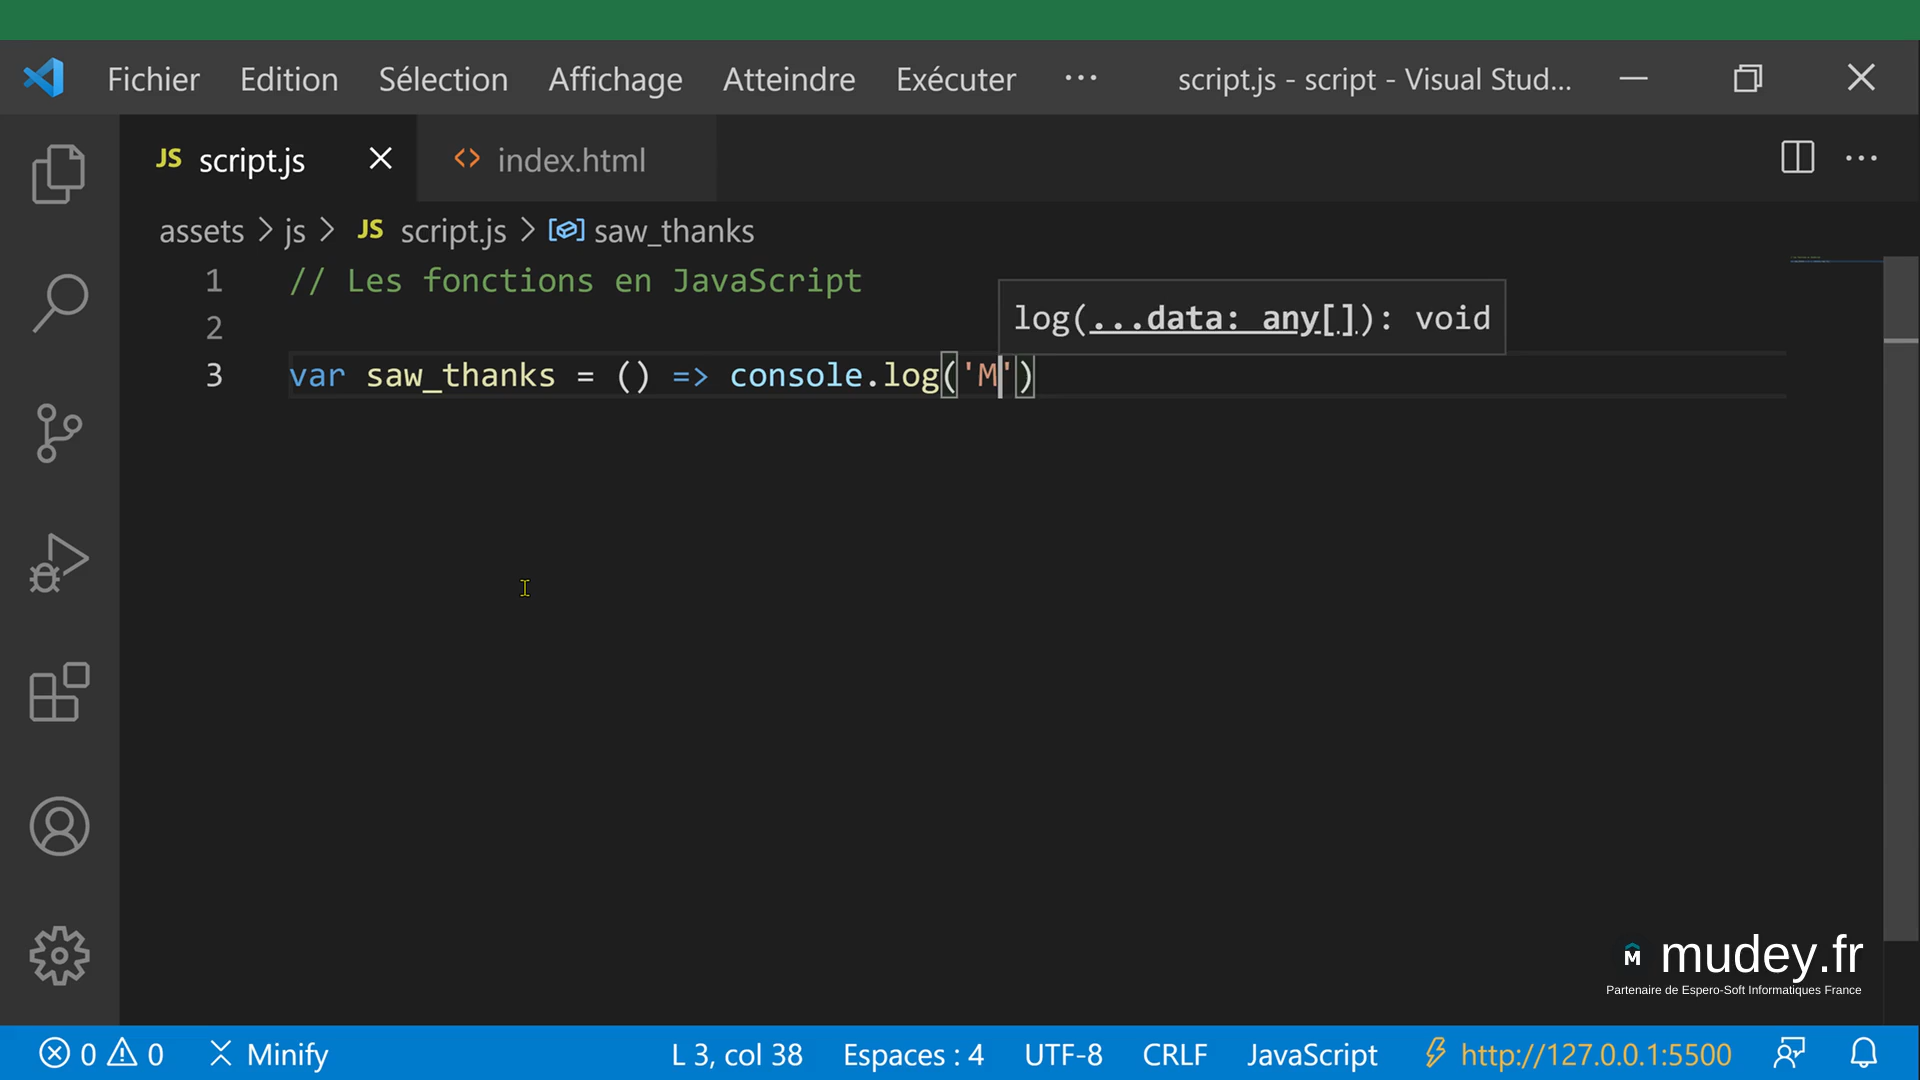 Fichier Edition Sélection Affichage Atteindre Exécuter ··· script.js - script - Visual Stud...
JS script.js index.html
assets > js > JS script.js > saw_thanks
1 // Les fonctions en JavaScript
log(...data: any[]): void
2
3 var saw_thanks = () => console.log('M')
M mudey.fr
Partenaire de Espero-Soft Informatiques France
0 0 Minify L 3, col 38 Espaces : 4 UTF-8 CRLF JavaScript http://127.0.0.1:5500